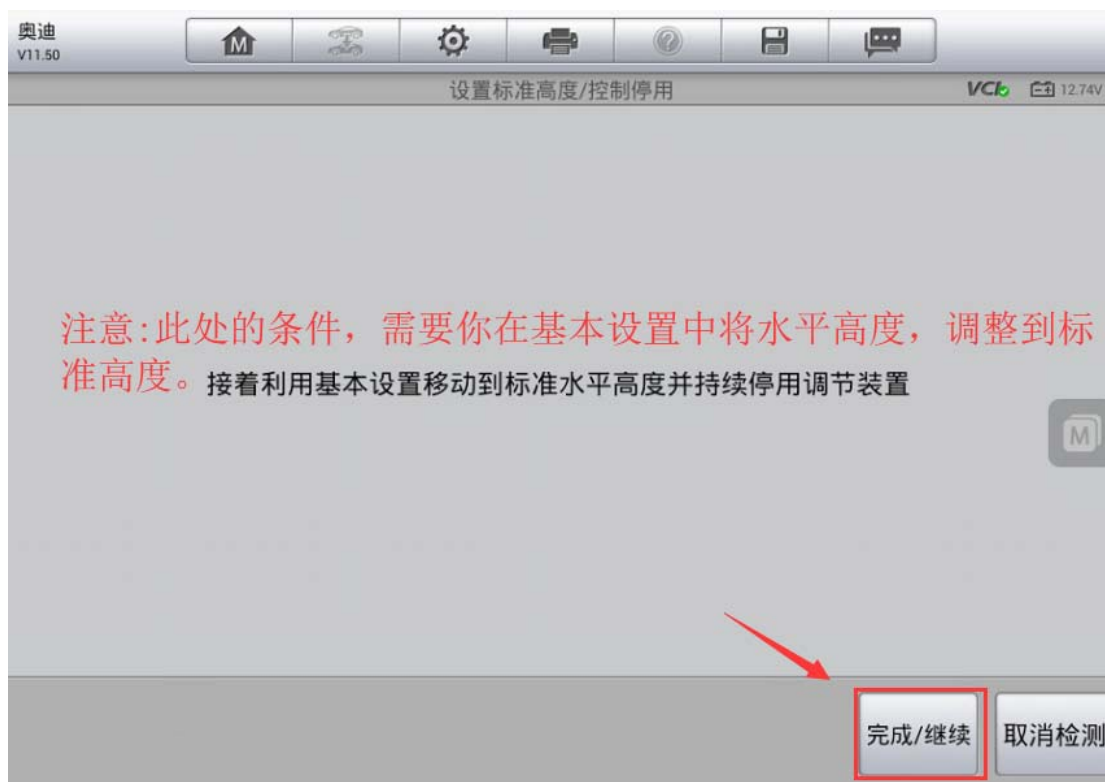 奥迪
V11.50
M
设置标准高度/控制停用
VCI
12.74V
注意:此处的条件，需要你在基本设置中将水平高度，调整到标
准高度。
接着利用基本设置移动到标准水平高度并持续停用调节装置
M
完成/继续
取消检测